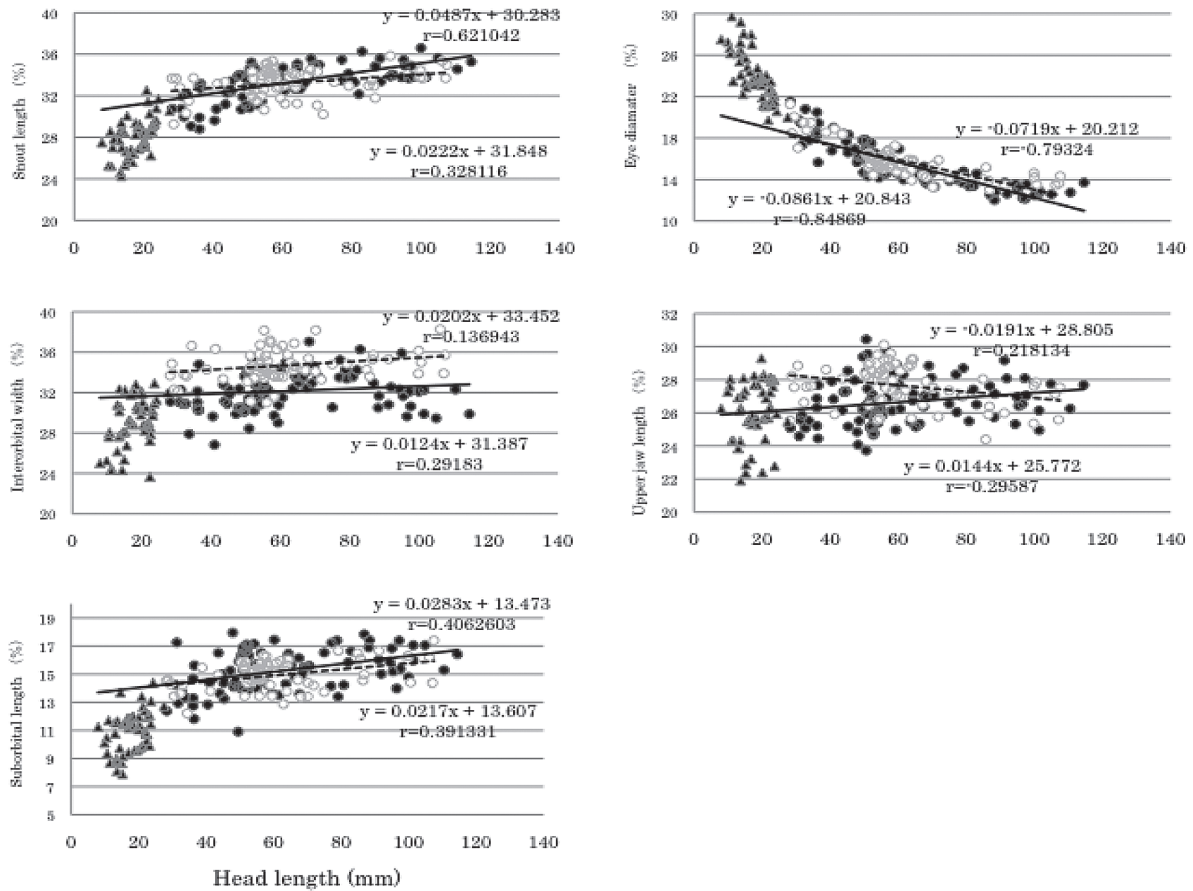 y = 0.0487x + 30.283
r=0.621042
y = 0.0222x + 31.848
r=0.328116
Snout length (%)
40
36
32
28
24
20
0 20 40 60 80 100 120 140
y = -0.0719x + 20.212
r=-0.79324
y = -0.0861x + 20.843
r=-0.84869
Eye diamater (%)
30
26
22
18
14
10
0 20 40 60 80 100 120 140
y = 0.0202x + 33.452
r=0.136943
y = 0.0124x + 31.387
r=0.29183
Interorbital width (%)
40
36
32
28
24
20
0 20 40 60 80 100 120 140
y = -0.0191x + 28.805
r=0.218134
y = 0.0144x + 25.772
r=-0.29587
Upper jaw length (%)
32
30
28
26
24
22
20
0 20 40 60 80 100 120 140
y = 0.0283x + 13.473
r=0.4062603
y = 0.0217x + 13.607
r=0.391331
Suborbital length (%)
19
17
15
13
11
9
7
5
0 20 40 60 80 100 120 140
Head length (mm)